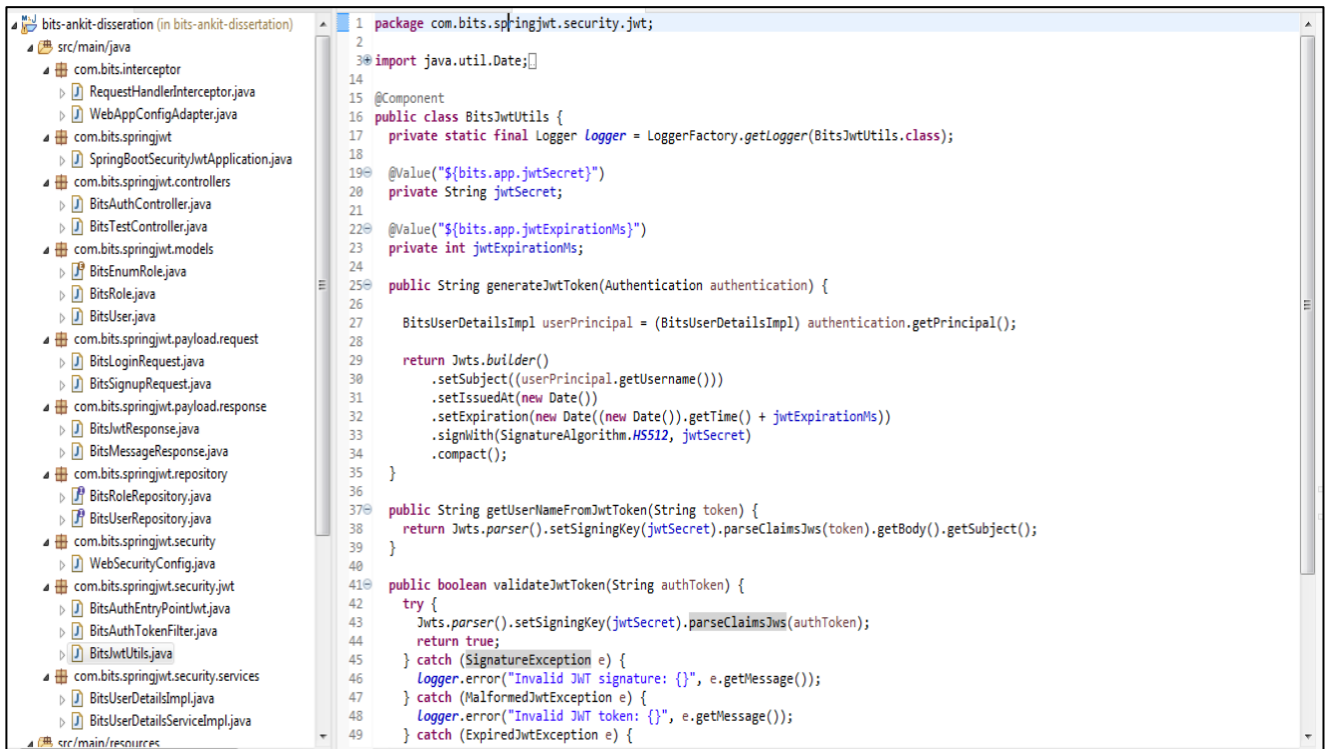 bits-ankit-disseration (in bits-ankit-dissertation)
src/main/java
com.bits.interceptor
RequestHandlerInterceptor.java
WebAppConfigAdapter.java
com.bits.springjwt
SpringBootSecurityJwtApplication.java
com.bits.springjwt.controllers
BitsAuthController.java
BitsTestController.java
com.bits.springjwt.models
BitsEnumRole.java
BitsRole.java
BitsUser.java
com.bits.springjwt.payload.request
BitsLoginRequest.java
BitsSignupRequest.java
com.bits.springjwt.payload.response
BitsJwtResponse.java
BitsMessageResponse.java
com.bits.springjwt.repository
BitsRoleRepository.java
BitsUserRepository.java
com.bits.springjwt.security
WebSecurityConfig.java
com.bits.springjwt.security.jwt
BitsAuthEntryPointJwt.java
BitsAuthTokenFilter.java
BitsJwtUtils.java
com.bits.springjwt.security.services
BitsUserDetailsImpl.java
BitsUserDetailsServiceImpl.java
src/main/resources
1 package com.bits.springjwt.security.jwt;
2
3 import java.util.Date;
14
15 @Component
16 public class BitsJwtUtils {
17 private static final Logger logger = LoggerFactory.getLogger(BitsJwtUtils.class);
18
19 @Value("${bits.app.jwtSecret}")
20 private String jwtSecret;
21
22 @Value("${bits.app.jwtExpirationMs}")
23 private int jwtExpirationMs;
24
25 public String generateJwtToken(Authentication authentication) {
26
27 BitsUserDetailsImpl userPrincipal = (BitsUserDetailsImpl) authentication.getPrincipal();
28
29 return Jwts.builder()
30 .setSubject((userPrincipal.getUsername()))
31 .setIssuedAt(new Date())
32 .setExpiration(new Date((new Date()).getTime() + jwtExpirationMs))
33 .signWith(SignatureAlgorithm.HS512, jwtSecret)
34 .compact();
35 }
36
37 public String getUserNameFromJwtToken(String token) {
38 return Jwts.parser().setSigningKey(jwtSecret).parseClaimsJws(token).getBody().getSubject();
39 }
40
41 public boolean validateJwtToken(String authToken) {
42 try {
43 Jwts.parser().setSigningKey(jwtSecret).parseClaimsJws(authToken);
44 return true;
45 } catch (SignatureException e) {
46 logger.error("Invalid JWT signature: {}", e.getMessage());
47 } catch (MalformedJwtException e) {
48 logger.error("Invalid JWT token: {}", e.getMessage());
49 } catch (ExpiredJwtException e) {